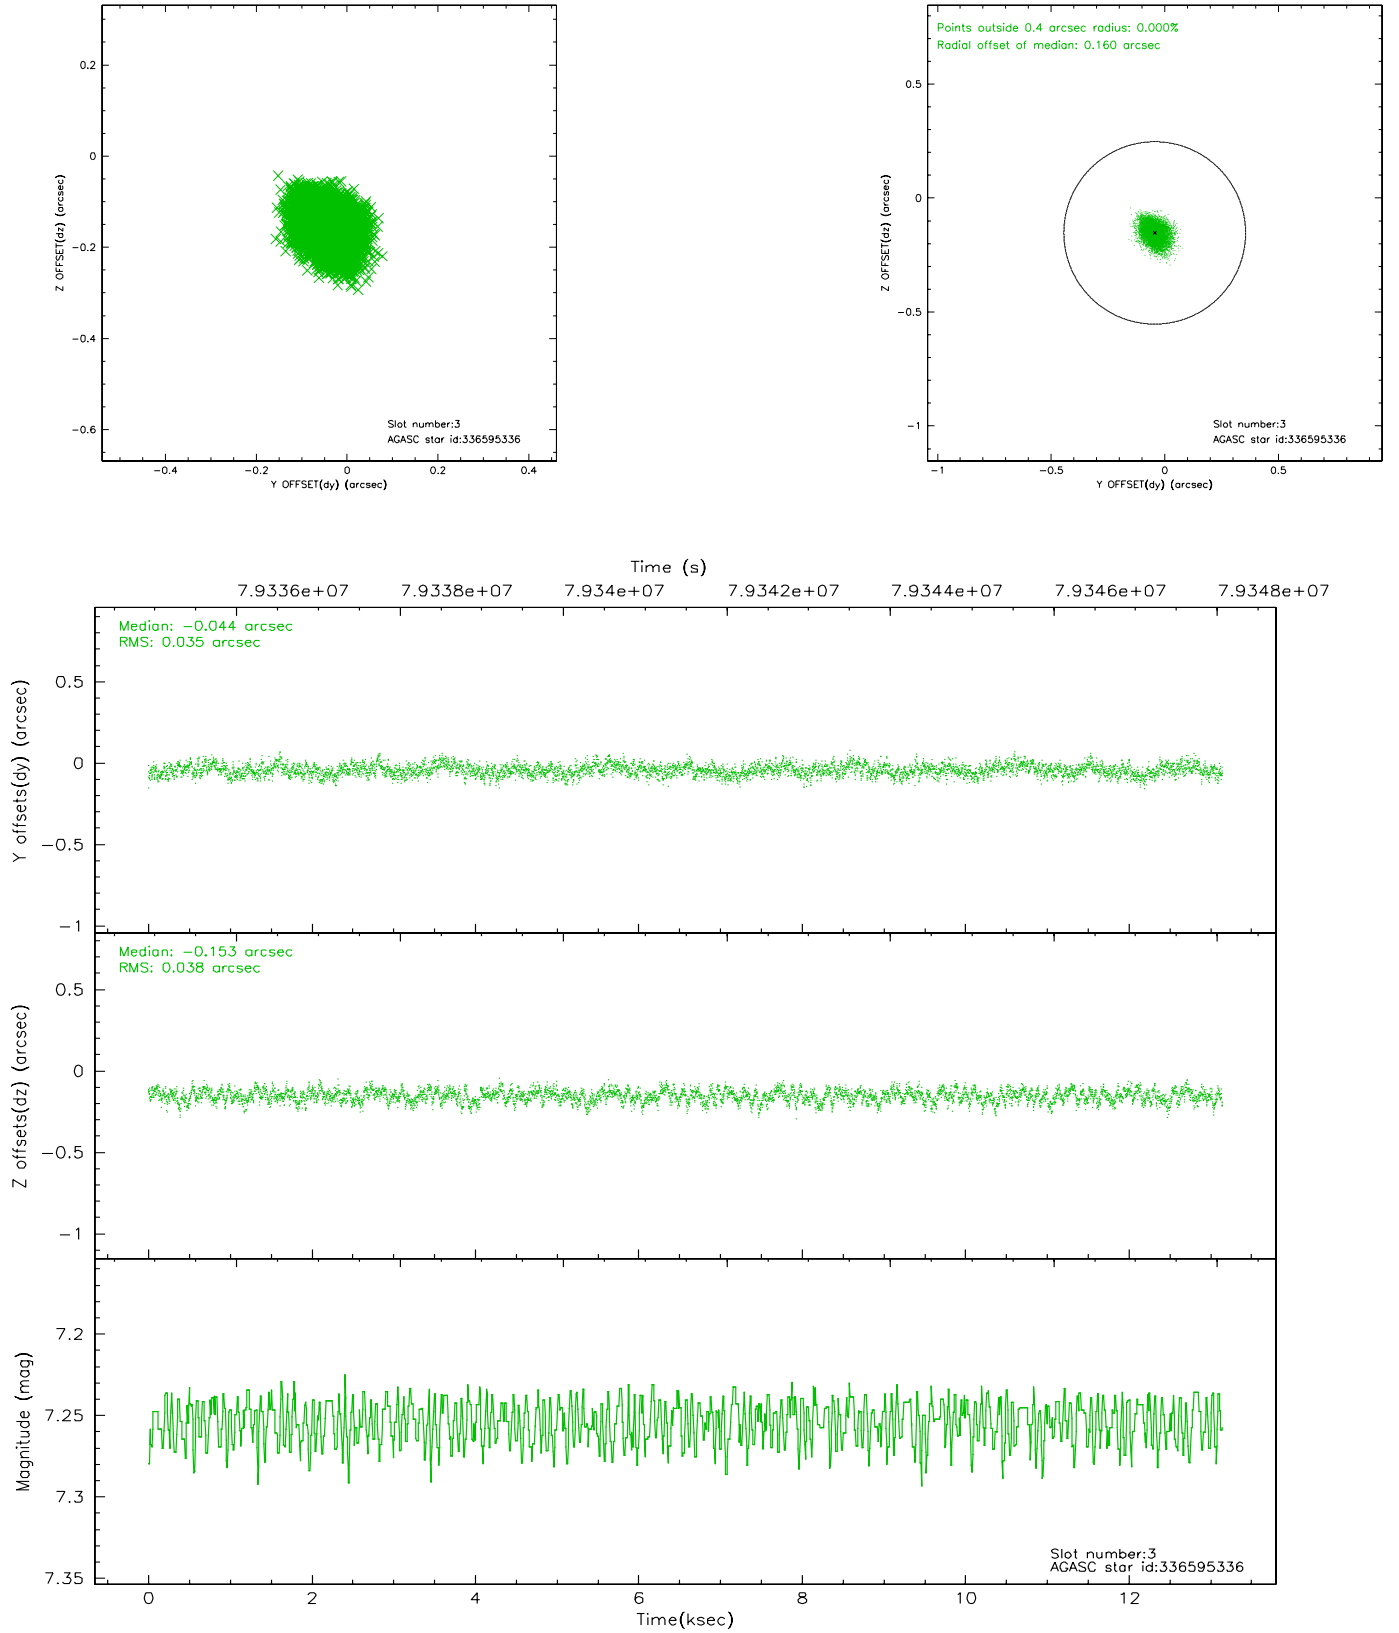 0.2
0
−0.2
−0.4
−0.6
Z OFFSET(dz) (arcsec)
Slot number:3
AGASC star id:336595336
−0.4 −0.2 0 0.2 0.4
Y OFFSET(dy) (arcsec)
Points outside 0.4 arcsec radius: 0.000%
Radial offset of median: 0.160 arcsec
0.5
0
−0.5
−1
Z OFFSET(dz) (arcsec)
Slot number:3
AGASC star id:336595336
−1 −0.5 0 0.5
Y OFFSET(dy) (arcsec)
Time (s)
7.9336e+07 7.9338e+07 7.934e+07 7.9342e+07 7.9344e+07 7.9346e+07 7.9348e+07
Median: −0.044 arcsec
RMS: 0.035 arcsec
0.5
0
−0.5
−1
Y offsets(dy) (arcsec)
Median: −0.153 arcsec
RMS: 0.038 arcsec
0.5
0
−0.5
−1
Z offsets(dz) (arcsec)
7.2
7.25
7.3
7.35
Magnitude (mag)
Slot number:3
AGASC star id:336595336
0 2 4 6 8 10 12
Time(ksec)